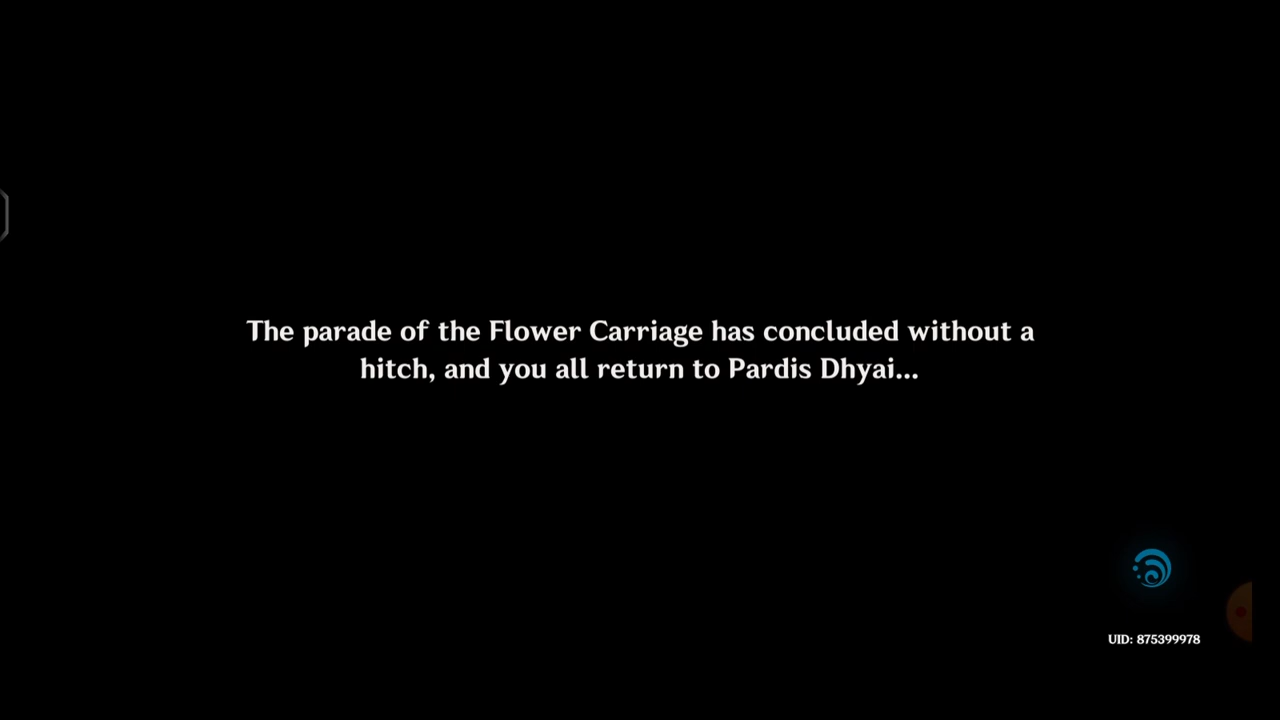 The parade of the Flower Carriage has concluded without a
hitch, and you all return to Pardis Dhyai...
UID: 875399978